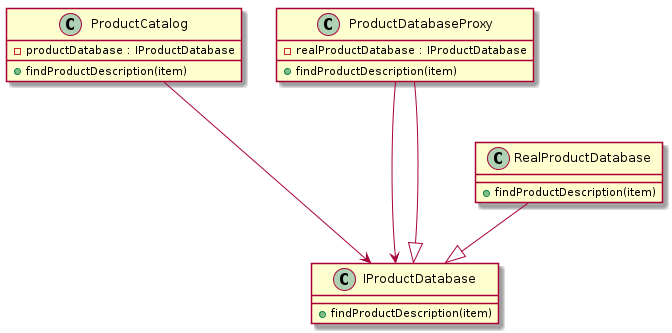 C ProductCatalog
productDatabase : IProductDatabase
findProductDescription(item)
C ProductDatabaseProxy
realProductDatabase : IProductDatabase
findProductDescription(item)
C RealProductDatabase
findProductDescription(item)
C IProductDatabase
findProductDescription(item)